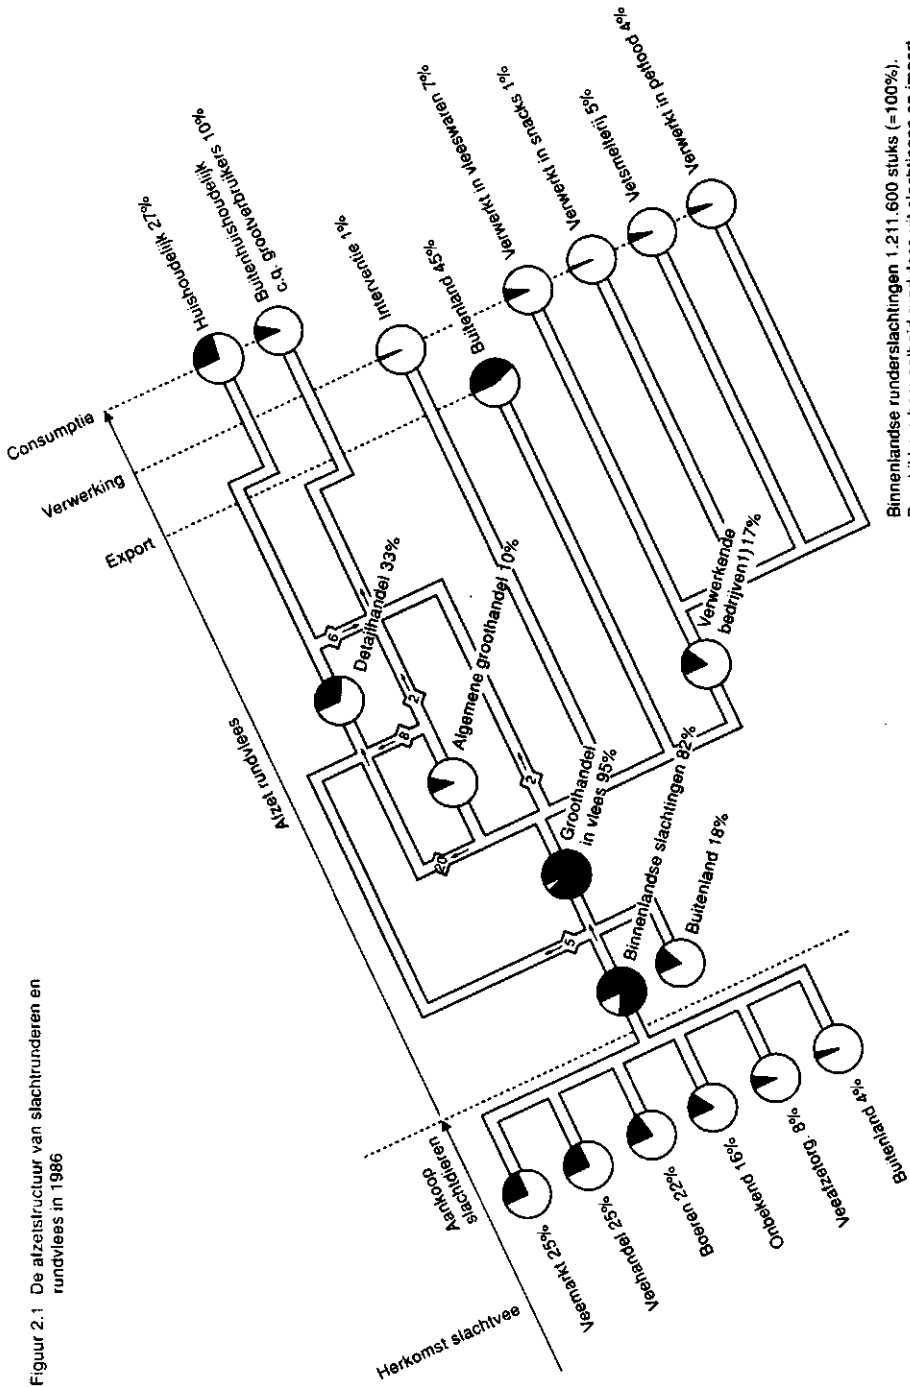 Figuur 2.1 De afzetstructuur van slachtrunderen en
rundvlees in 1986
Herkomst slachtvee
Aankoop
slachtdieren
Afzet rundvlees
Export
Verwerking
Consumptie
Veemarkt 25%
Veehandel 25%
Boeren 22%
Onbekend 16%
Veeafzetorg. 8%
Buitenland 4%
Binnenlandse slachtingen 82%
Buitenland 18%
5
Groothandel
in vlees 95%
20
2
Algemene groothandel 10%
8
2
Detailhandel 33%
6
Verwerkende
bedrijven1) 17%
Huishoudelijk 27%
Buitenhuishoudelijk
c.q. grootverbruikers 10%
Interventie 1%
Buitenland 45%
Verwerkt in vleeswaren 7%
Verwerkt in snacks 1%
Vetsmelterij 5%
Verwerkt in petfood 4%
Binnenlandse runderslachtingen 1.211.600 stuks (=100%).